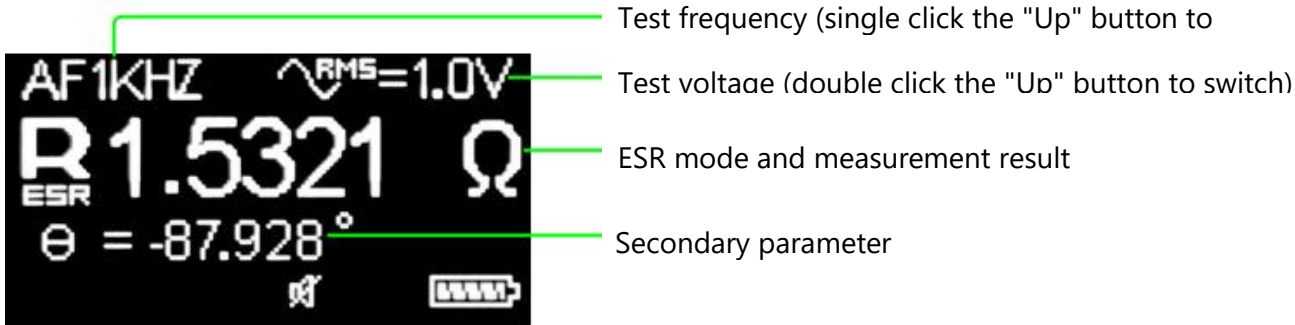 Test frequency (single click the "Up" button to
AF1KHZ RMS=1.0V
Test voltage (double click the "Up" button to switch)
R ESR 1.5321 Ω
ESR mode and measurement result
θ = -87.928°
Secondary parameter